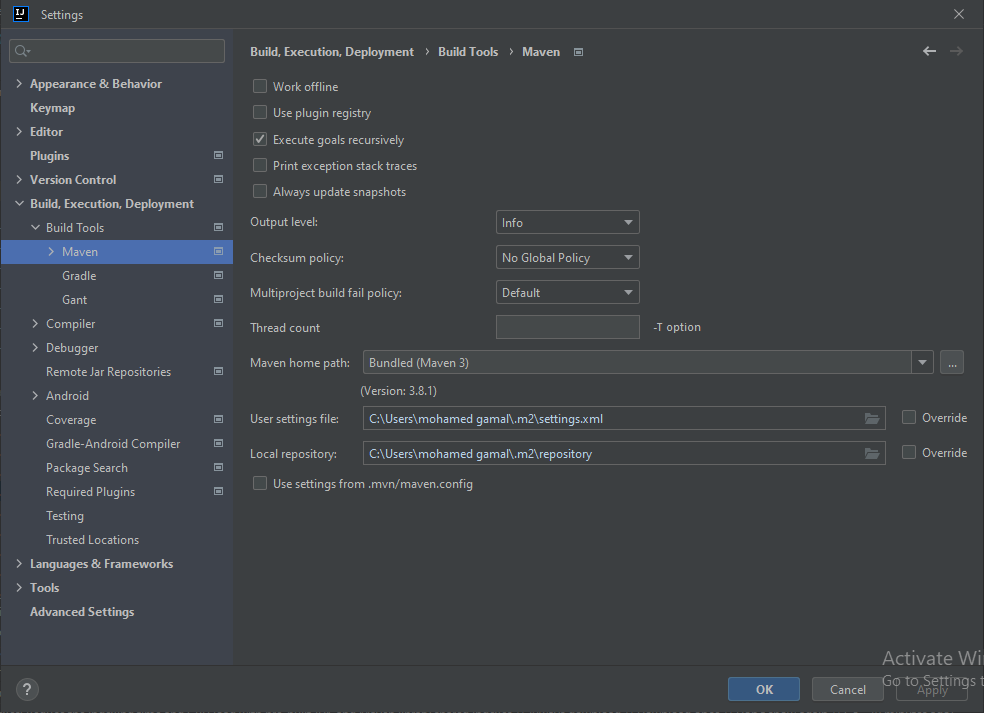 IJ Settings
Build, Execution, Deployment › Build Tools › Maven
Appearance & Behavior
Keymap
Editor
Plugins
Version Control
Build, Execution, Deployment
Build Tools
Maven
Gradle
Gant
Compiler
Debugger
Remote Jar Repositories
Android
Coverage
Gradle-Android Compiler
Package Search
Required Plugins
Testing
Trusted Locations
Languages & Frameworks
Tools
Advanced Settings
Work offline
Use plugin registry
Execute goals recursively
Print exception stack traces
Always update snapshots
Output level: Info
Checksum policy: No Global Policy
Multiproject build fail policy: Default
Thread count -T option
Maven home path: Bundled (Maven 3) ...
(Version: 3.8.1)
User settings file: C:\Users\mohamed gamal\.m2\settings.xml Override
Local repository: C:\Users\mohamed gamal\.m2\repository Override
Use settings from .mvn/maven.config
Activate Wi
Go to Settings t
? OK Cancel Apply